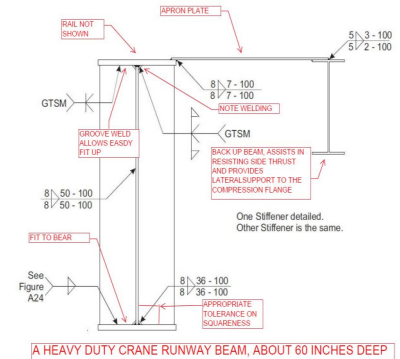 APRON PLATE
RAIL NOT
SHOWN
5 3 - 100
5 2 - 100
8 7 - 100
8 7 - 100
GTSM
NOTE WELDING
GROOVE WELD
ALLOWS EASDY
FIT UP
GTSM
BACK UP BEAM, ASSISTS IN
RESISTING SIDE THRUST
AND PROVIDES
LATERALSUPPORT TO THE
COMPRESSION FLANGE
8 50 - 100
8 50 - 100
One Stiffener detailed.
Other Stiffener is the same.
FIT TO BEAR
See
Figure
A24
8 36 - 100
8 36 - 100
APPROPRIATE
TOLERANCE ON
SQUARENESS
A HEAVY DUTY CRANE RUNWAY BEAM, ABOUT 60 INCHES DEEP